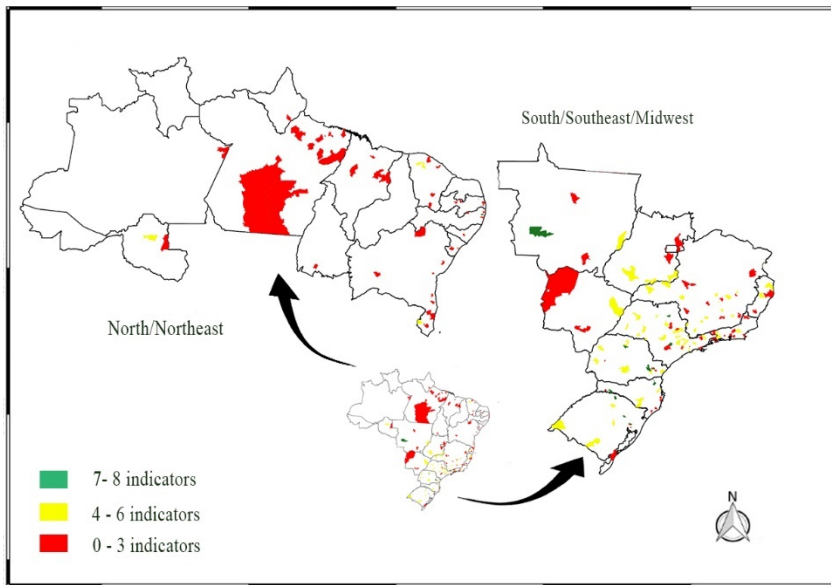 South/Southeast/Midwest
North/Northeast
7- 8 indicators
4 - 6 indicators
0 - 3 indicators
N